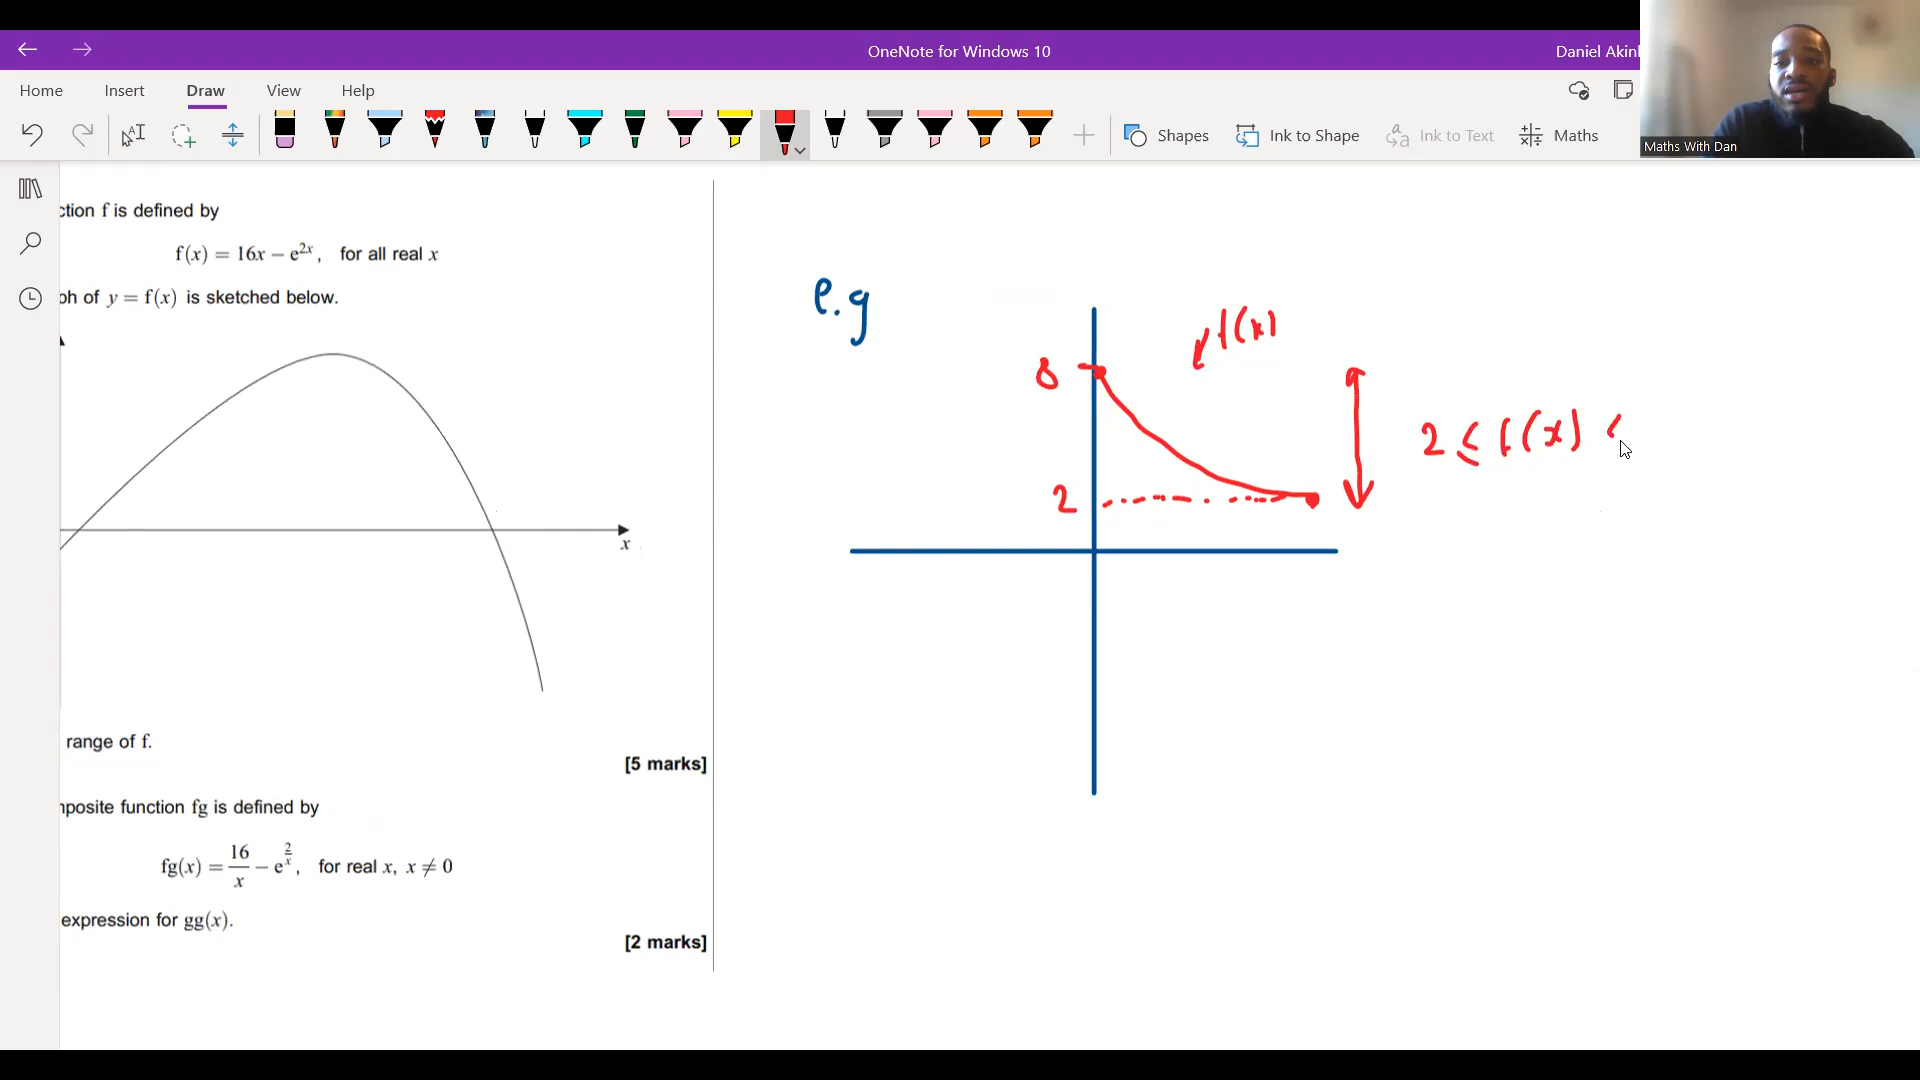 OneNote for Windows 10
Daniel Akinl
Home Insert Draw View Help
Shapes Ink to Shape Ink to Text Maths
Maths With Dan
ction f is defined by
f(x) = 16x − e^{2x}, for all real x
ph of y = f(x) is sketched below.
x
range of f.
[5 marks]
mposite function fg is defined by
fg(x) = 16/x − e^{2/x}, for real x, x ≠ 0
expression for gg(x).
[2 marks]
e.g
f(x)
8
2 ≤ f(x) <
2